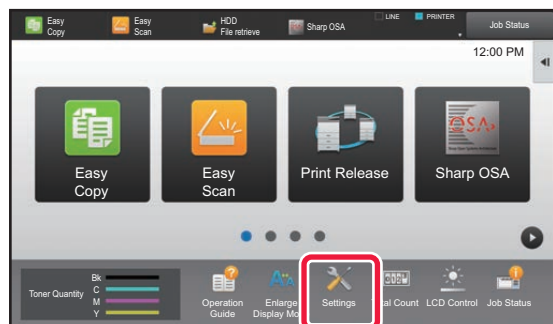 Easy Copy
Easy Scan
HDD File retrieve
Sharp OSA
LINE
PRINTER
Job Status
12:00 PM
Easy
Copy
Easy
Scan
Print Release
Sharp OSA
OSA
Toner Quantity
Bk
C
M
Y
Operation
Guide
Enlarge
Display Mo
Settings
al Count
LCD Control
Job Status